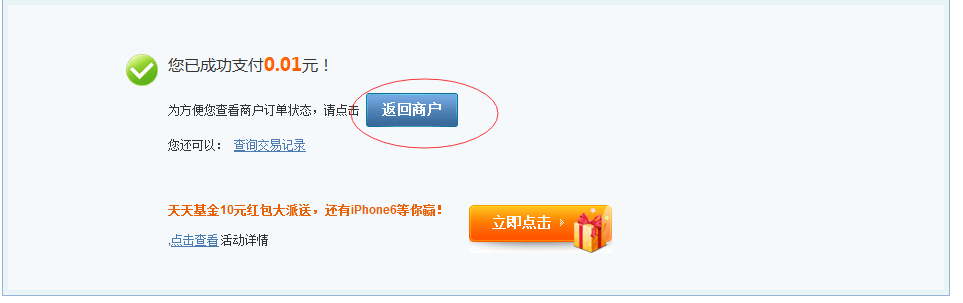 您已成功支付0.01元！
为方便您查看商户订单状态，请点击 返回商户
您还可以： 查询交易记录
天天基金10元红包大派送，还有iPhone6等你赢！
立即点击
,点击查看活动详情